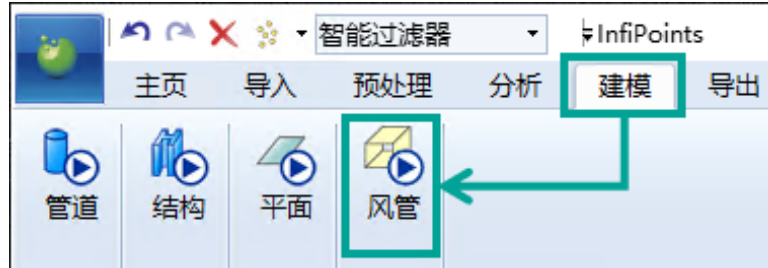 智能过滤器 InfiPoints
主页 导入 预处理 分析 建模 导出
管道 结构 平面 风管